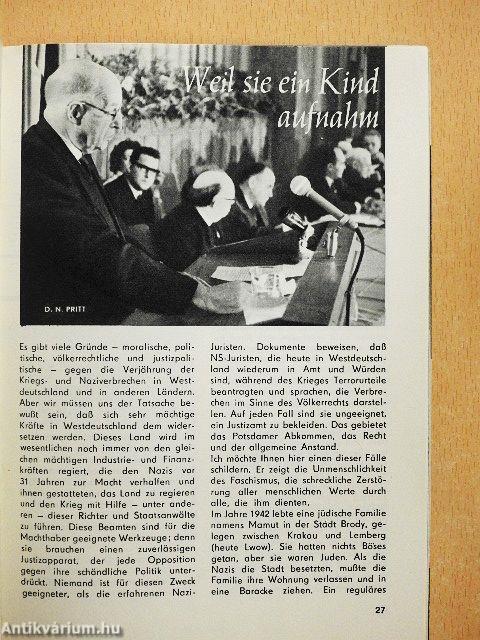 Weil sie ein Kind
aufnahm
D. N. PRITT
Es gibt viele Gründe – moralische, poli-
tische, völkerrechtliche und justizpoli-
tische – gegen die Verjährung der
Kriegs- und Naziverbrechen in West-
deutschland und in anderen Ländern.
Aber wir müssen uns der Tatsache be-
wußt sein, daß sich sehr mächtige
Kräfte in Westdeutschland dem wider-
setzen werden. Dieses Land wird im
wesentlichen noch immer von den glei-
chen mächtigen Industrie- und Finanz-
kräften regiert, die den Nazis vor
31 Jahren zur Macht verhalfen und
ihnen gestatteten, das Land zu regieren
und den Krieg mit Hilfe – unter ande-
ren – dieser Richter und Staatsanwälte
zu führen. Diese Beamten sind für die
Machthaber geeignete Werkzeuge; denn
sie brauchen einen zuverlässigen
Justizapparat, der jede Opposition
gegen ihre schändliche Politik unter-
drückt. Niemand ist für diesen Zweck
geeigneter, als die erfahrenen Nazi-
Juristen. Dokumente beweisen, daß
NS-Juristen, die heute in Westdeutsch-
land wiederum in Amt und Würden
sind, während des Krieges Terrorurteile
beantragten und sprachen, die Verbre-
chen im Sinne des Völkerrechts darstel-
len. Auf jeden Fall sind sie ungeeignet,
ein Justizamt zu bekleiden. Das gebietet
das Potsdamer Abkommen, das Recht
und der allgemeine Anstand.
Ich möchte Ihnen hier einen dieser Fälle
schildern. Er zeigt die Unmenschlichkeit
des Faschismus, die schreckliche Zerstö-
rung aller menschlichen Werte durch
alle, die ihm dienten.
Im Jahre 1942 lebte eine jüdische Familie
namens Mamut in der Städt Brody, ge-
legen zwischen Krakau und Lemberg
(heute Lwow). Sie hatten nichts Böses
getan, aber sie waren Juden. Als die
Nazis die Stadt besetzten, mußte die
Familie ihre Wohnung verlassen und in
eine Baracke ziehen. Ein reguläres
27
Antikvárium.hu